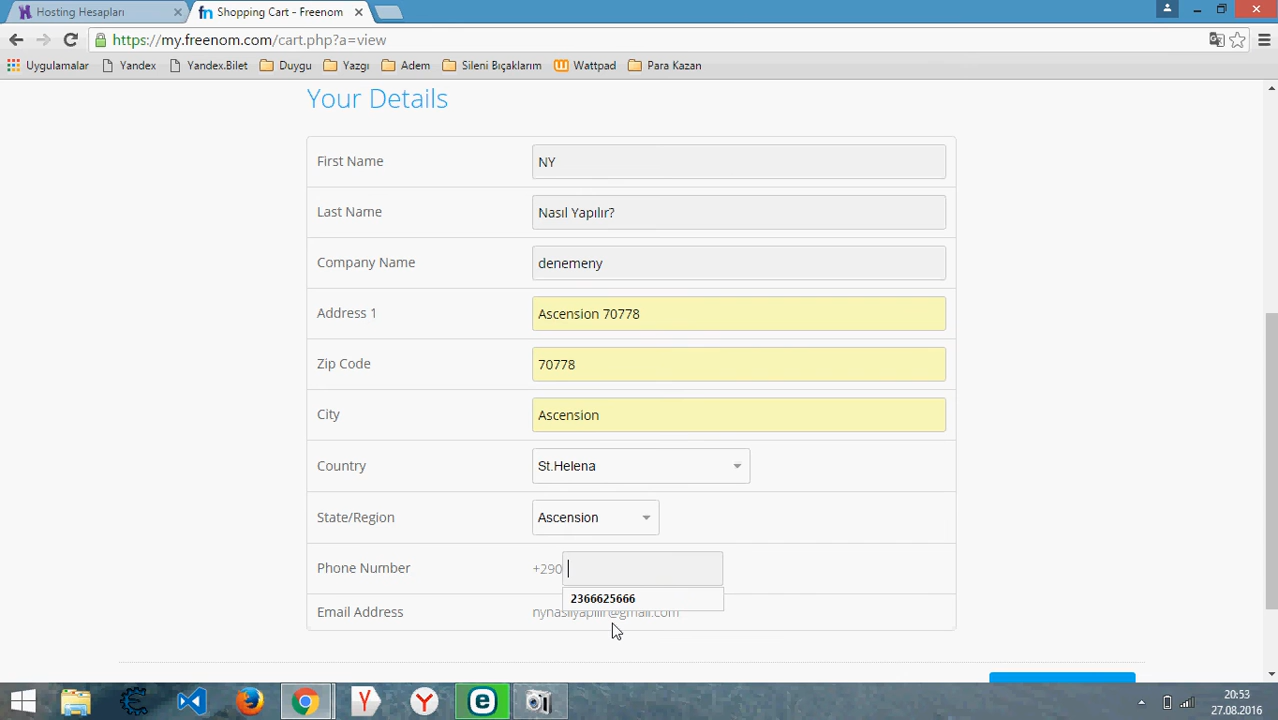 Hosting Hesapları
Shopping Cart - Freenom
https://my.freenom.com/cart.php?a=view
Uygulamalar Yandex Yandex.Bilet Duygu Yazgı Adem Sileni Bıçaklarım Wattpad Para Kazan
Your Details
First Name NY
Last Name Nasıl Yapılır?
Company Name denemeny
Address 1 Ascension 70778
Zip Code 70778
City Ascension
Country St.Helena
State/Region Ascension
Phone Number +290
2366625666
Email Address nynasilyapilir@gmail.com
20:53
27.08.2016